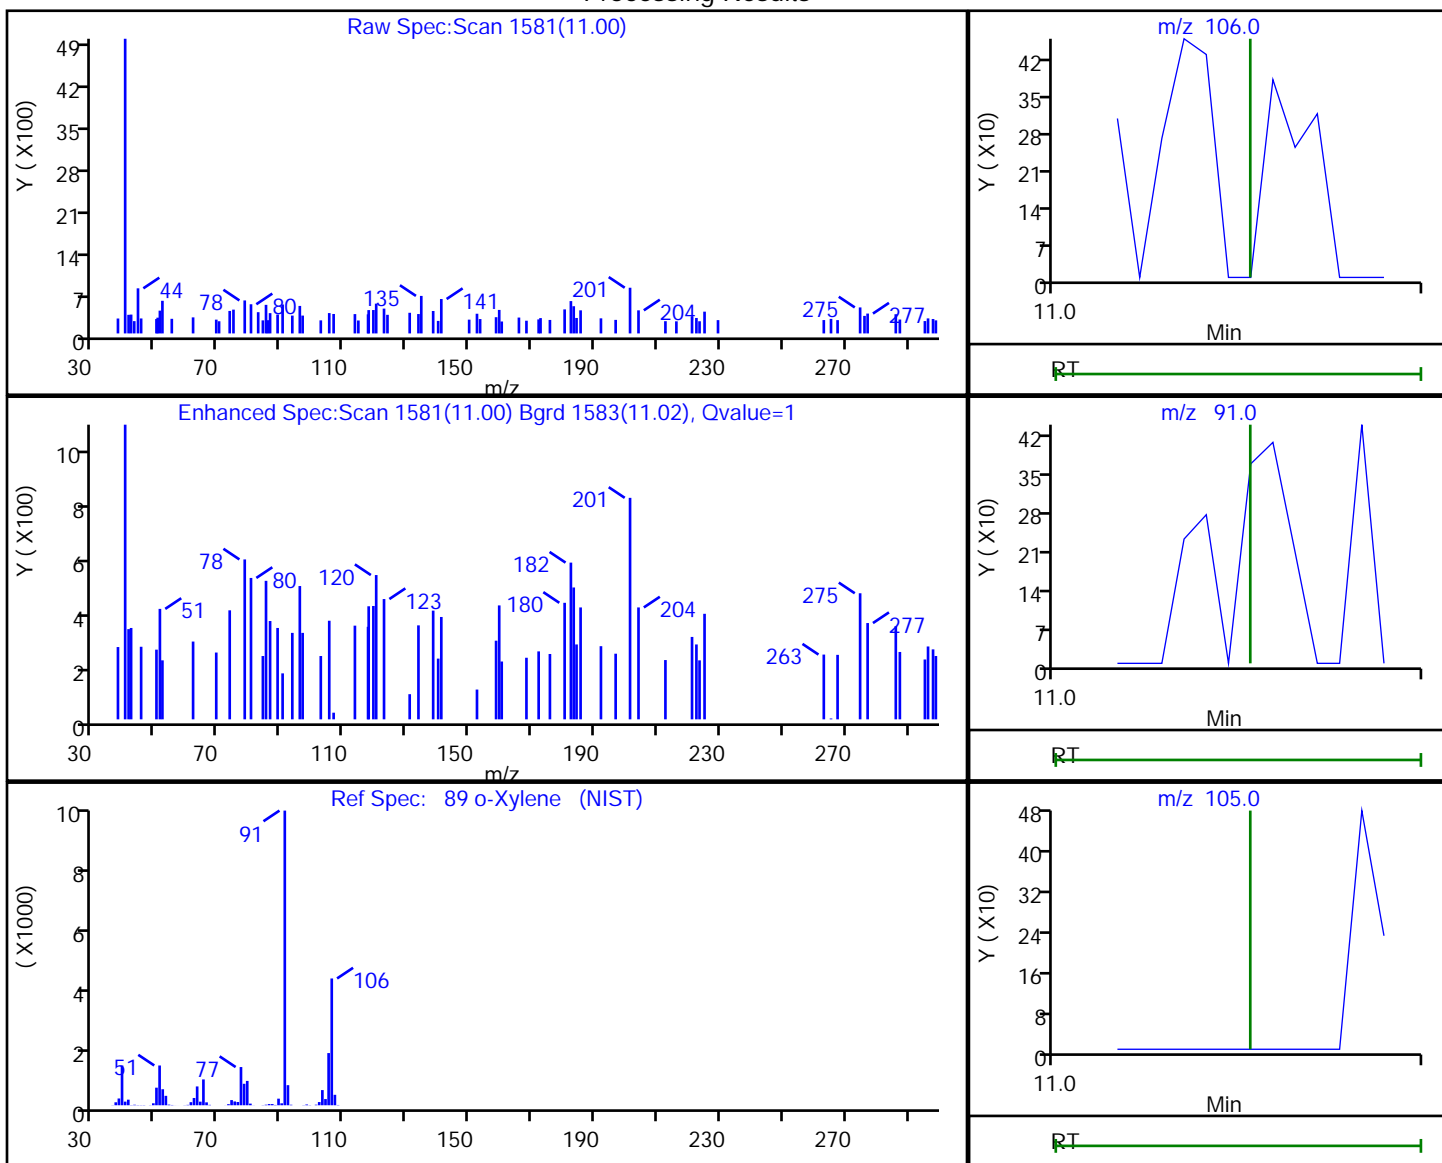 Processing Results
Raw Spec:Scan 1581(11.00)
Y ( X100)
49
42
35
28
21
14
7
0
44
78
80
135
141
201
204
275
277
30 70 110 150 190 230 270
m/z
m/z 106.0
Y ( X10)
42
35
28
21
14
7
0
11.0
Min
RT
Enhanced Spec:Scan 1581(11.00) Bgrd 1583(11.02), Qvalue=1
Y ( X100)
10
8
6
4
2
0
51
78
80
120
123
180
182
201
204
263
275
277
30 70 110 150 190 230 270
m/z
m/z 91.0
Y ( X10)
42
35
28
21
14
7
0
11.0
Min
RT
Ref Spec: 89 o-Xylene (NIST)
( X1000)
10
8
6
4
2
0
51
77
91
106
30 70 110 150 190 230 270
m/z 105.0
Y ( X10)
48
40
32
24
16
8
0
11.0
Min
RT